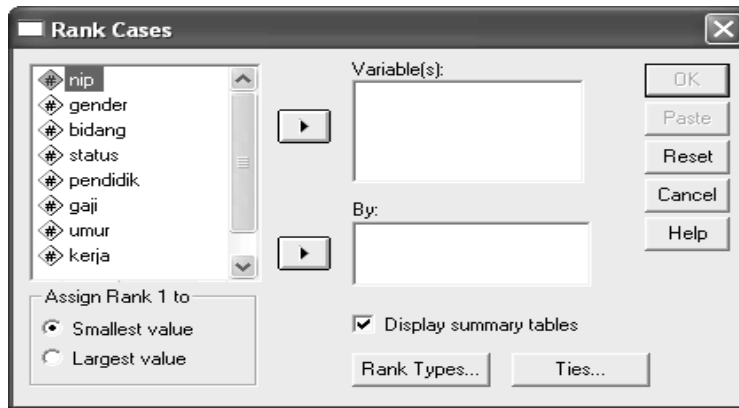 Rank Cases
nip
gender
bidang
status
pendidik
gaji
umur
kerja
Assign Rank 1 to
Smallest value
Largest value
Variable(s):
By:
Display summary tables
Rank Types...
Ties...
OK
Paste
Reset
Cancel
Help